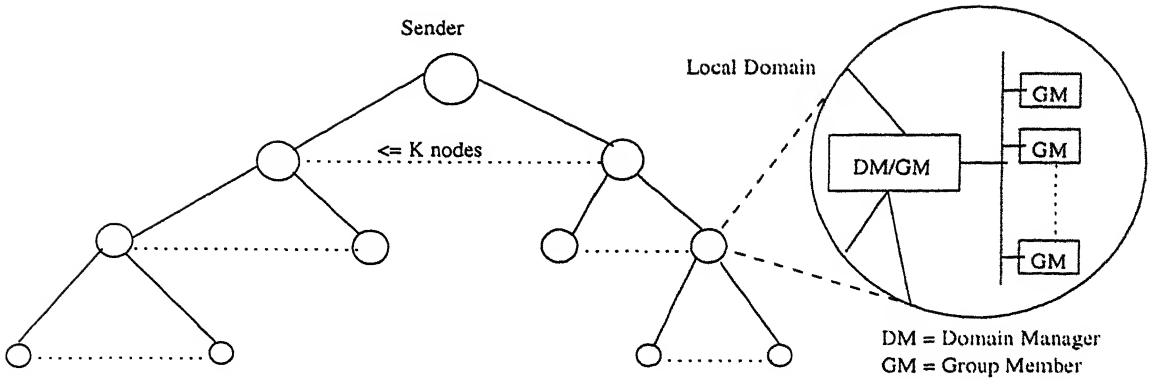 Sender
Local Domain
<= K nodes
GM
GM
DM/GM
GM
DM = Domain Manager
GM = Group Member